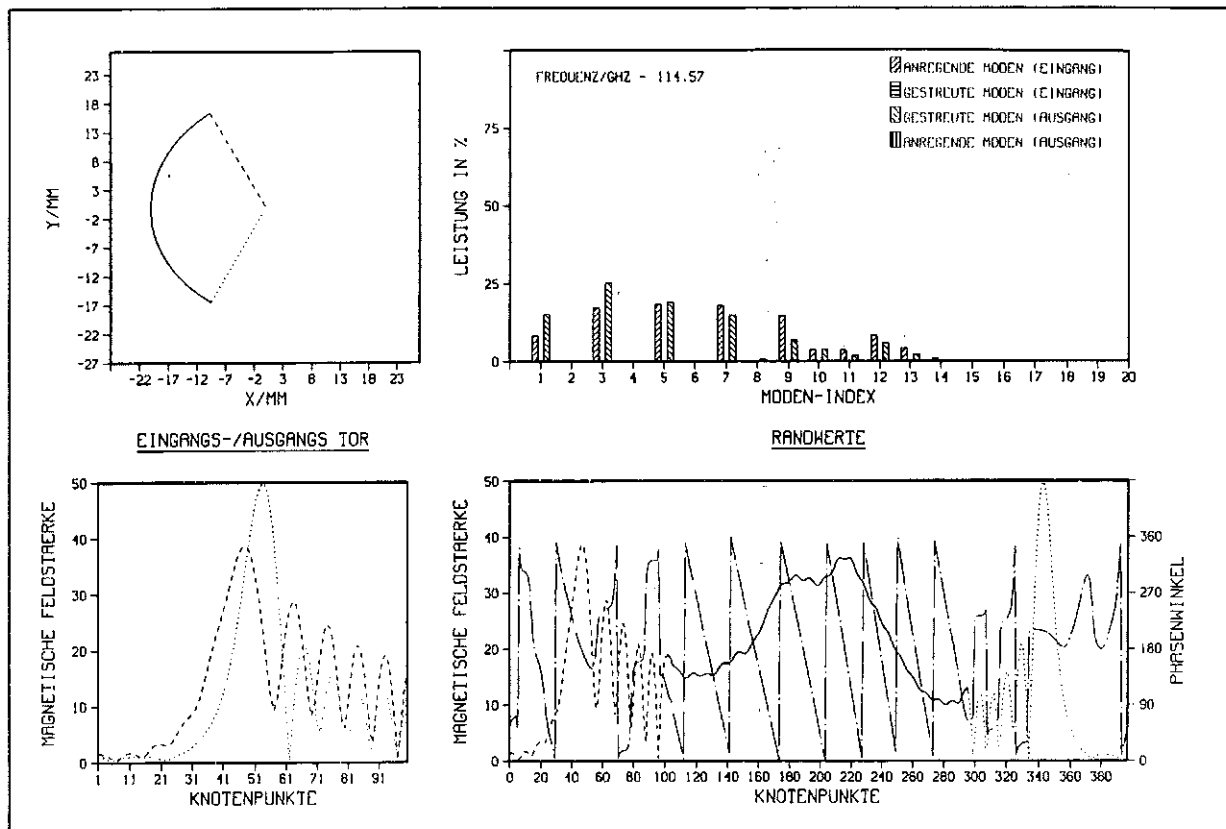 23
18
13
8
3
-2
-7
-12
-17
-22
-27
Y/MM
-22 -17 -12 -7 -2 3 8 13 18 23
X/MM
FREQUENZ/GHZ - 114.57
ANREGENDE MODEN (EINGANG)
GESTREUTE MODEN (EINGANG)
GESTREUTE MODEN (AUSGANG)
ANREGENDE MODEN (AUSGANG)
75
50
25
0
LEISTUNG IN %
1 2 3 4 5 6 7 8 9 10 11 12 13 14 15 16 17 18 19 20
MODEN-INDEX
EINGANGS-/AUSGANGS TOR
RANDWERTE
50
40
30
20
10
0
MAGNETISCHE FELDSTAERKE
1 11 21 31 41 51 61 71 81 91
KNOTENPUNKTE
50
40
30
20
10
0
MAGNETISCHE FELDSTAERKE
360
270
180
90
0
PHASENWINKEL
0 20 40 60 80 100 120 140 160 180 200 220 240 260 280 300 320 340 360 380
KNOTENPUNKTE